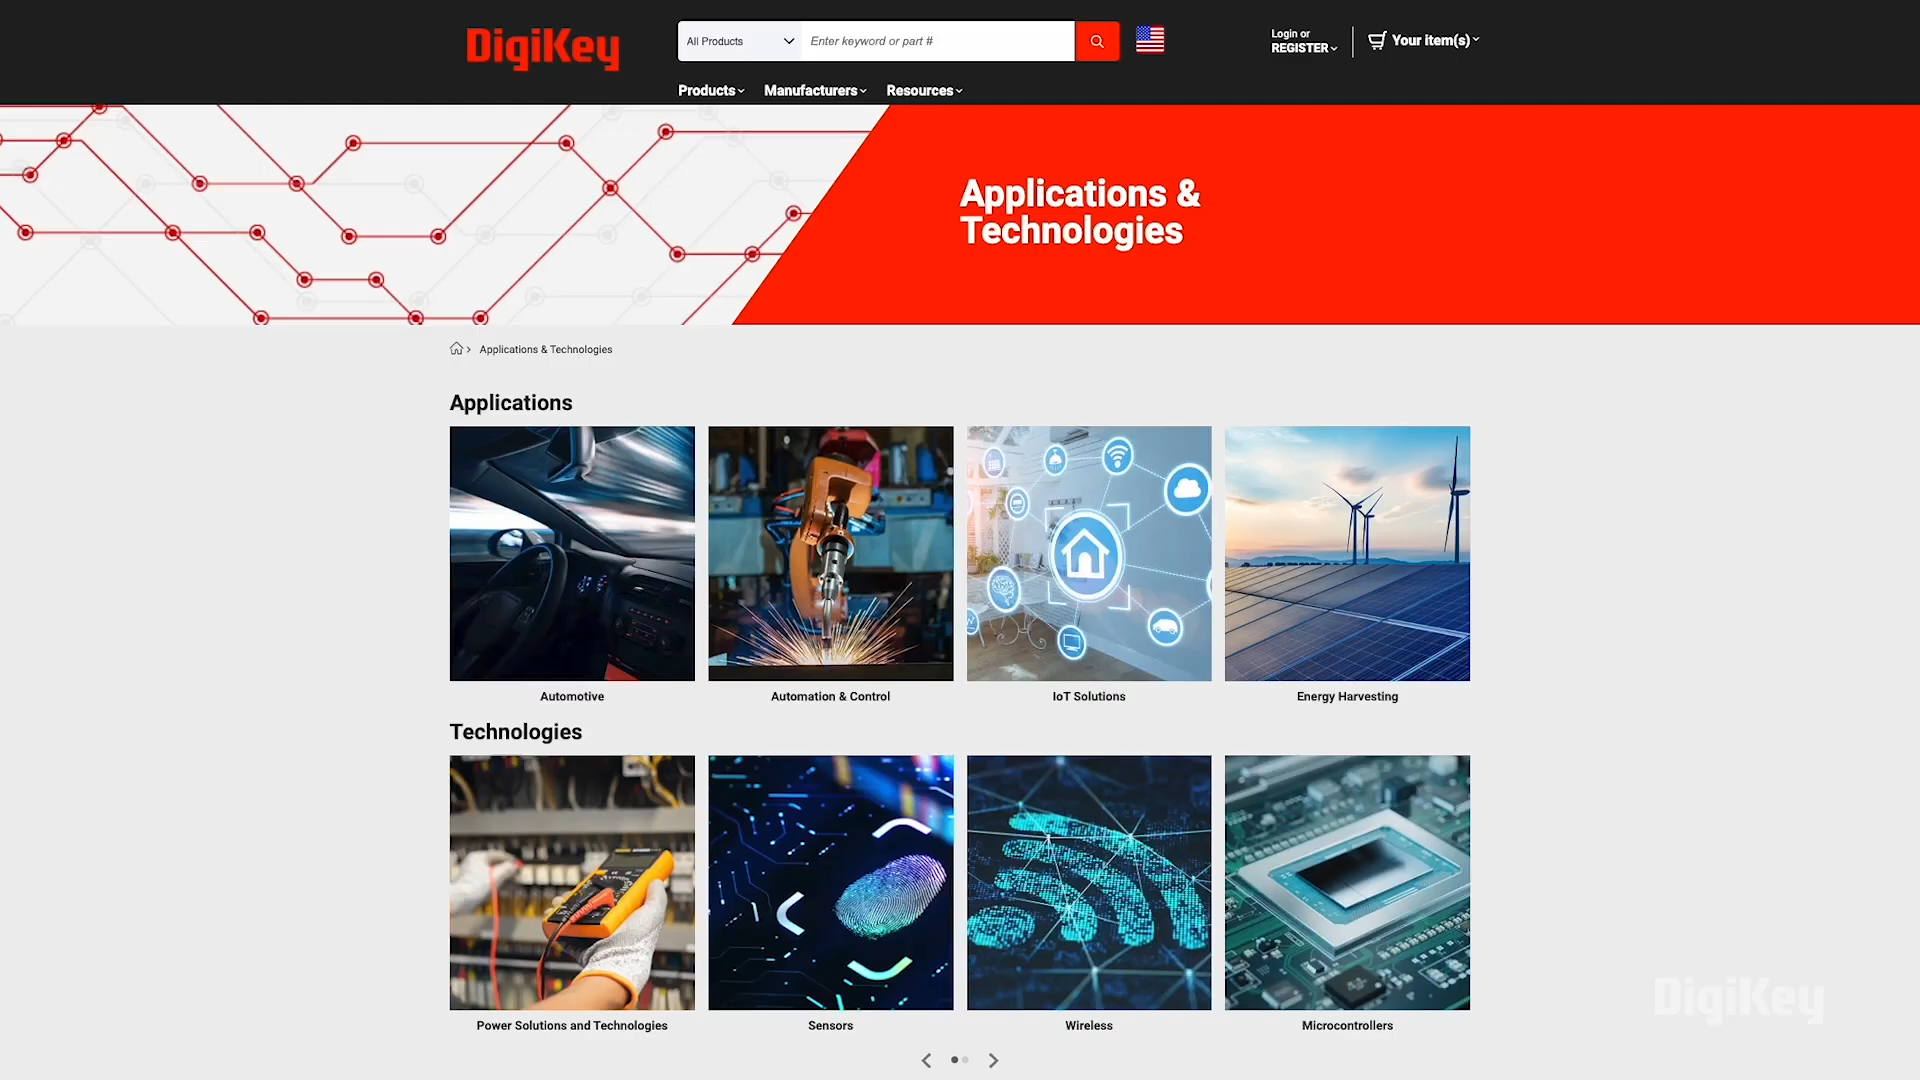 DigiKey
All Products
Enter keyword or part #
Login or
REGISTER
Your item(s)
Products
Manufacturers
Resources
Applications &
Technologies
Applications & Technologies
Applications
Automotive
Automation & Control
IoT Solutions
Energy Harvesting
Technologies
Power Solutions and Technologies
Sensors
Wireless
Microcontrollers
DigiKey